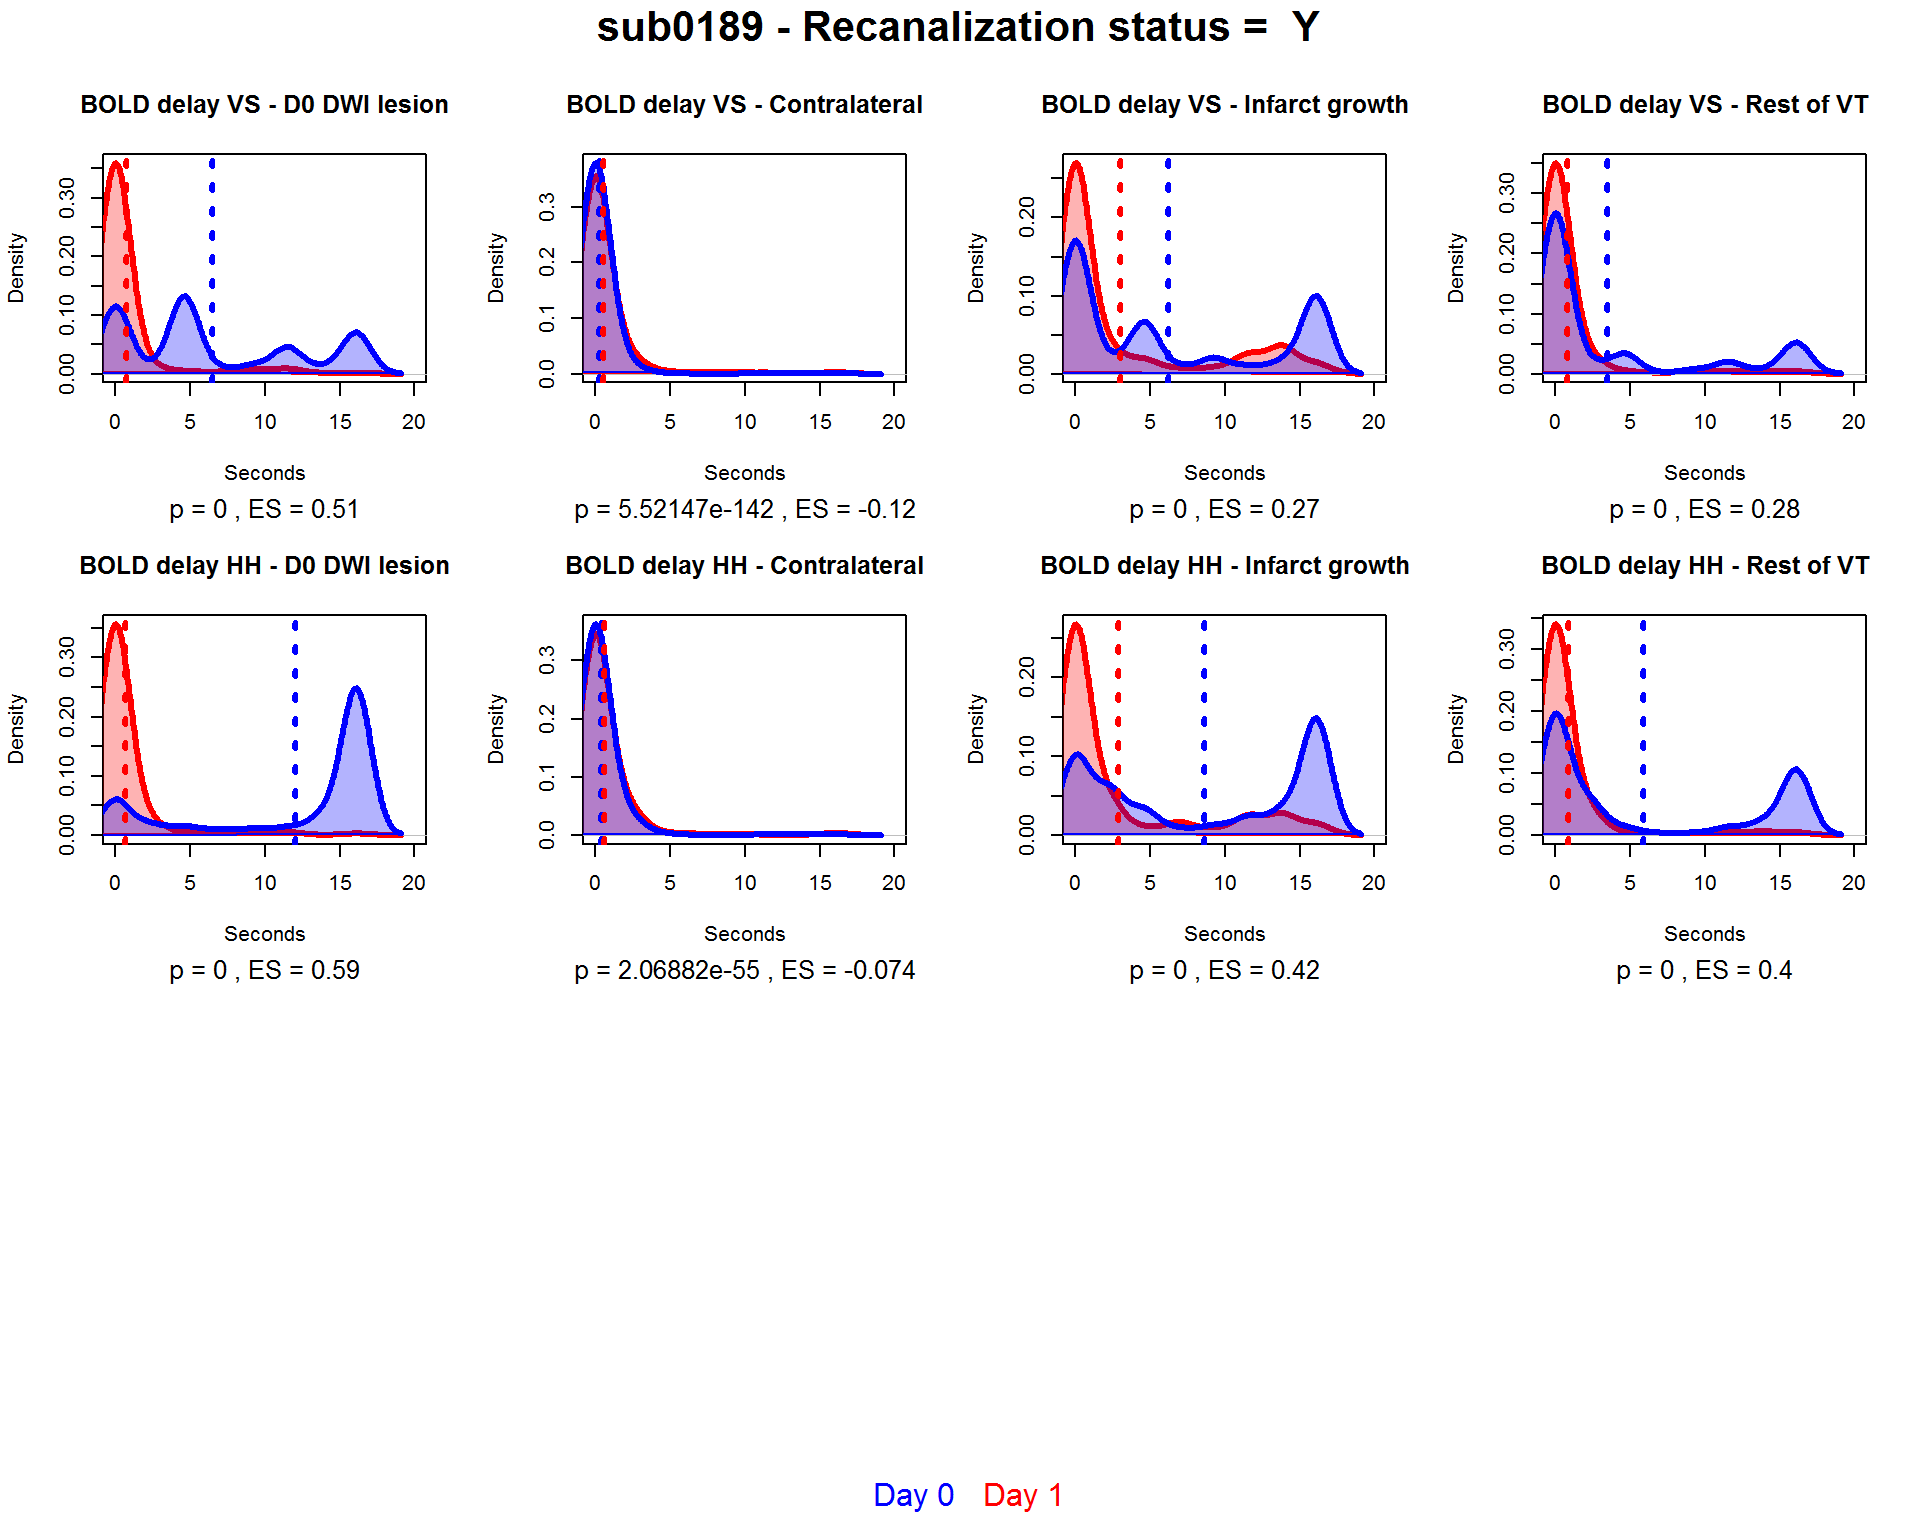 sub0189 - Recanalization status =  Y
BOLD delay VS - D0 DWI lesion
Density
0.00 0.10 0.20 0.30
0 5 10 15 20
Seconds
p = 0 , ES = 0.51
BOLD delay VS - Contralateral
Density
0.0 0.1 0.2 0.3
0 5 10 15 20
Seconds
p = 5.52147e-142 , ES = -0.12
BOLD delay VS - Infarct growth
Density
0.00 0.10 0.20
0 5 10 15 20
Seconds
p = 0 , ES = 0.27
BOLD delay VS - Rest of VT
Density
0.00 0.10 0.20 0.30
0 5 10 15 20
Seconds
p = 0 , ES = 0.28
BOLD delay HH - D0 DWI lesion
Density
0.00 0.10 0.20 0.30
0 5 10 15 20
Seconds
p = 0 , ES = 0.59
BOLD delay HH - Contralateral
Density
0.0 0.1 0.2 0.3
0 5 10 15 20
Seconds
p = 2.06882e-55 , ES = -0.074
BOLD delay HH - Infarct growth
Density
0.00 0.10 0.20
0 5 10 15 20
Seconds
p = 0 , ES = 0.42
BOLD delay HH - Rest of VT
Density
0.00 0.10 0.20 0.30
0 5 10 15 20
Seconds
p = 0 , ES = 0.4
Day 0 Day 1